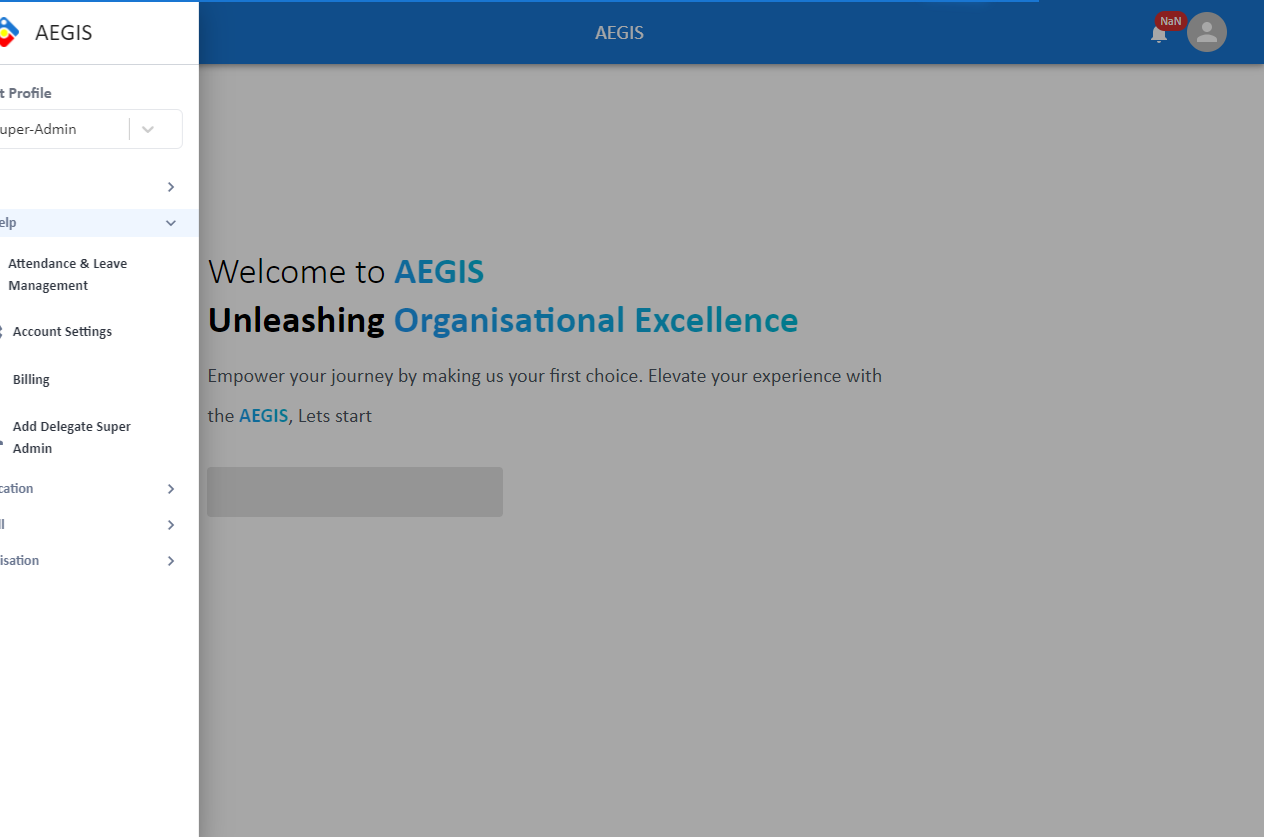 AEGIS
AEGIS
NaN
t Profile
uper-Admin
elp
Attendance & Leave
Management
Account Settings
Billing
Add Delegate Super
Admin
cation
ll
isation
Welcome to AEGIS
Unleashing Organisational Excellence
Empower your journey by making us your first choice. Elevate your experience with
the AEGIS, Lets start